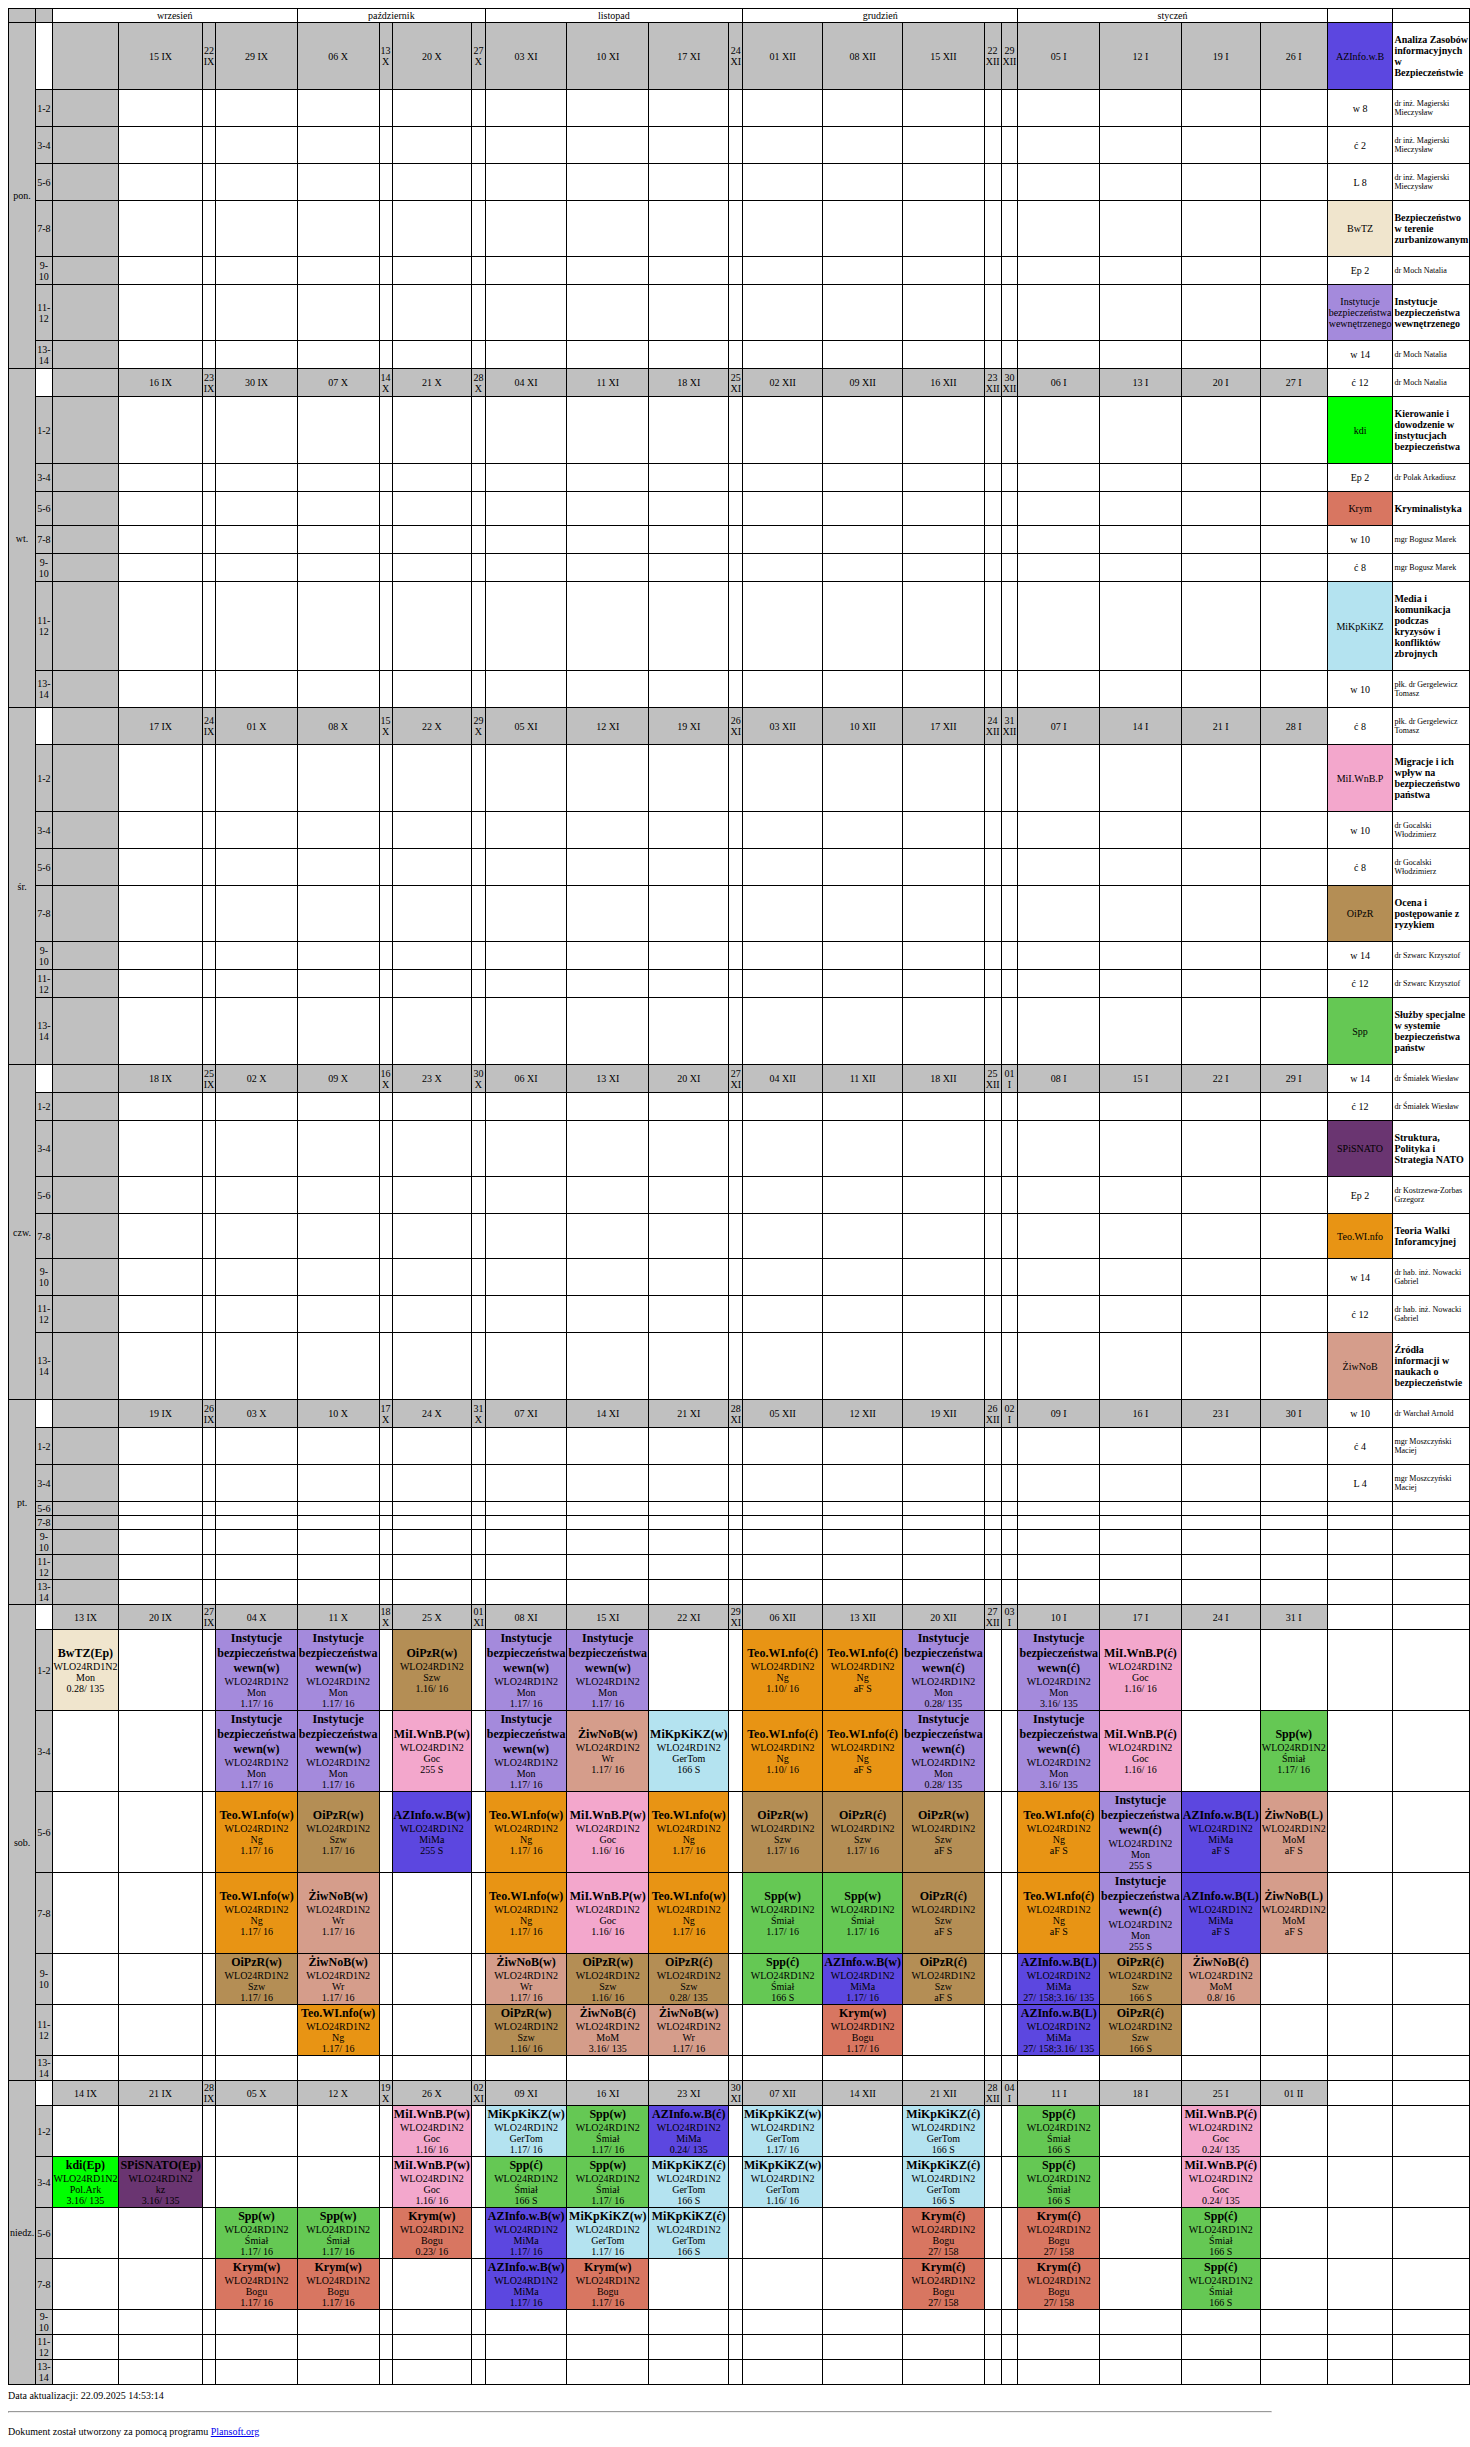 wrzesień październik listopad grudzień styczeń
pon. 15 IX 22 IX 29 IX 06 X 13 X 20 X 27 X 03 XI 10 XI 17 XI 24 XI 01 XII 08 XII 15 XII 22 XII 29 XII 05 I 12 I 19 I 26 I AZInfo.w.B Analiza Zasobów informacyjnych w Bezpieczeństwie
1-2 w 8 dr inż. Magierski Mieczysław
3-4 ć 2 dr inż. Magierski Mieczysław
5-6 L 8 dr inż. Magierski Mieczysław
7-8 BwTZ Bezpieczeństwo w terenie zurbanizowanym
9-10 Ep 2 dr Moch Natalia
11-12 Instytucje bezpieczeństwa wewnętrznego Instytucje bezpieczeństwa wewnętrznego
13-14 w 14 dr Moch Natalia
wt. 16 IX 23 IX 30 IX 07 X 14 X 21 X 28 X 04 XI 11 XI 18 XI 25 XI 02 XII 09 XII 16 XII 23 XII 30 XII 06 I 13 I 20 I 27 I ć 12 dr Moch Natalia
1-2 kdi Kierowanie i dowodzenie w instytucjach bezpieczeństwa
3-4 Ep 2 dr Polak Arkadiusz
5-6 Krym Kryminalistyka
7-8 w 10 mgr Bogusz Marek
9-10 ć 8 mgr Bogusz Marek
11-12 MiKpKiKZ Media i komunikacja podczas kryzysów i konfliktów zbrojnych
13-14 w 10 płk. dr Gergelewicz Tomasz
śr. 17 IX 24 IX 01 X 08 X 15 X 22 X 29 X 05 XI 12 XI 19 XI 26 XI 03 XII 10 XII 17 XII 24 XII 31 XII 07 I 14 I 21 I 28 I ć 8 płk. dr Gergelewicz Tomasz
1-2 MiI.WnB.P Migracje i ich wpływ na bezpieczeństwo państwa
3-4 w 10 dr Gocalski Włodzimierz
5-6 ć 8 dr Gocalski Włodzimierz
7-8 OiPzR Ocena i postępowanie z ryzykiem
9-10 w 14 dr Szwarc Krzysztof
11-12 ć 12 dr Szwarc Krzysztof
13-14 Spp Służby specjalne w systemie bezpieczeństwa państw
czw. 18 IX 25 IX 02 X 09 X 16 X 23 X 30 X 06 XI 13 XI 20 XI 27 XI 04 XII 11 XII 18 XII 25 XII 01 I 08 I 15 I 22 I 29 I w 14 dr Śmiałek Wiesław
1-2 ć 12 dr Śmiałek Wiesław
3-4 SPiSNATO Struktura, Polityka i Strategia NATO
5-6 Ep 2 dr Kostrzewa-Zorbas Grzegorz
7-8 Teo.WI.nfo Teoria Walki Inforamcyjnej
9-10 w 14 dr hab. inż. Nowacki Gabriel
11-12 ć 12 dr hab. inż. Nowacki Gabriel
13-14 ŻiwNoB Źródła informacji w naukach o bezpieczeństwie
pt. 19 IX 26 IX 03 X 10 X 17 X 24 X 31 X 07 XI 14 XI 21 XI 28 XI 05 XII 12 XII 19 XII 26 XII 02 I 09 I 16 I 23 I 30 I w 10 dr Warchał Arnold
1-2 ć 4 mgr Moszczyński Maciej
3-4 L 4 mgr Moszczyński Maciej
5-6
7-8
9-10
11-12
13-14
sob. 13 IX 20 IX 27 IX 04 X 11 X 18 X 25 X 01 XI 08 XI 15 XI 22 XI 29 XI 06 XII 13 XII 20 XII 27 XII 03 I 10 I 17 I 24 I 31 I
1-2 BwTZ(Ep) WLO24RD1N2 Mon 0.28/ 135 Instytucje bezpieczeństwa wewn(w) WLO24RD1N2 Mon 1.17/ 16 Instytucje bezpieczeństwa wewn(w) WLO24RD1N2 Mon 1.17/ 16 OiPzR(w) WLO24RD1N2 Szw 1.16/ 16 Instytucje bezpieczeństwa wewn(w) WLO24RD1N2 Mon 1.17/ 16 Instytucje bezpieczeństwa wewn(w) WLO24RD1N2 Mon 1.17/ 16 Teo.WI.nfo(ć) WLO24RD1N2 Ng 1.10/ 16 Teo.WI.nfo(ć) WLO24RD1N2 Ng aF S Instytucje bezpieczeństwa wewn(ć) WLO24RD1N2 Mon 0.28/ 135 Instytucje bezpieczeństwa wewn(ć) WLO24RD1N2 Mon 3.16/ 135 MiI.WnB.P(ć) WLO24RD1N2 Goc 1.16/ 16
3-4 Instytucje bezpieczeństwa wewn(w) WLO24RD1N2 Mon 1.17/ 16 Instytucje bezpieczeństwa wewn(w) WLO24RD1N2 Mon 1.17/ 16 MiI.WnB.P(w) WLO24RD1N2 Goc 255 S Instytucje bezpieczeństwa wewn(w) WLO24RD1N2 Mon 1.17/ 16 ŻiwNoB(w) WLO24RD1N2 Wr 1.17/ 16 MiKpKiKZ(w) WLO24RD1N2 GerTom 166 S Teo.WI.nfo(ć) WLO24RD1N2 Ng 1.10/ 16 Teo.WI.nfo(ć) WLO24RD1N2 Ng aF S Instytucje bezpieczeństwa wewn(ć) WLO24RD1N2 Mon 0.28/ 135 Instytucje bezpieczeństwa wewn(ć) WLO24RD1N2 Mon 3.16/ 135 MiI.WnB.P(ć) WLO24RD1N2 Goc 1.16/ 16 Spp(w) WLO24RD1N2 Śmiał 1.17/ 16
5-6 Teo.WI.nfo(w) WLO24RD1N2 Ng 1.17/ 16 OiPzR(w) WLO24RD1N2 Szw 1.17/ 16 AZInfo.w.B(w) WLO24RD1N2 MiMa 255 S Teo.WI.nfo(w) WLO24RD1N2 Ng 1.17/ 16 MiI.WnB.P(w) WLO24RD1N2 Goc 1.16/ 16 Teo.WI.nfo(w) WLO24RD1N2 Ng 1.17/ 16 OiPzR(w) WLO24RD1N2 Szw 1.17/ 16 OiPzR(ć) WLO24RD1N2 Szw 1.17/ 16 OiPzR(w) WLO24RD1N2 Szw aF S Teo.WI.nfo(ć) WLO24RD1N2 Ng aF S Instytucje bezpieczeństwa wewn(ć) WLO24RD1N2 Mon 255 S AZInfo.w.B(L) WLO24RD1N2 MiMa aF S ŻiwNoB(L) WLO24RD1N2 MoM aF S
7-8 Teo.WI.nfo(w) WLO24RD1N2 Ng 1.17/ 16 ŻiwNoB(w) WLO24RD1N2 Wr 1.17/ 16 Teo.WI.nfo(w) WLO24RD1N2 Ng 1.17/ 16 MiI.WnB.P(w) WLO24RD1N2 Goc 1.16/ 16 Teo.WI.nfo(w) WLO24RD1N2 Ng 1.17/ 16 Spp(w) WLO24RD1N2 Śmiał 1.17/ 16 Spp(w) WLO24RD1N2 Śmiał 1.17/ 16 OiPzR(ć) WLO24RD1N2 Szw aF S Teo.WI.nfo(ć) WLO24RD1N2 Ng aF S Instytucje bezpieczeństwa wewn(ć) WLO24RD1N2 Mon 255 S AZInfo.w.B(L) WLO24RD1N2 MiMa aF S ŻiwNoB(L) WLO24RD1N2 MoM aF S
9-10 OiPzR(w) WLO24RD1N2 Szw 1.17/ 16 ŻiwNoB(w) WLO24RD1N2 Wr 1.17/ 16 ŻiwNoB(w) WLO24RD1N2 Wr 1.17/ 16 OiPzR(w) WLO24RD1N2 Szw 1.16/ 16 OiPzR(ć) WLO24RD1N2 Szw 0.28/ 135 Spp(ć) WLO24RD1N2 Śmiał 166 S AZInfo.w.B(w) WLO24RD1N2 MiMa 1.17/ 16 OiPzR(ć) WLO24RD1N2 Szw aF S AZInfo.w.B(L) WLO24RD1N2 MiMa 27/ 158;3.16/ 135 OiPzR(ć) WLO24RD1N2 Szw 166 S ŻiwNoB(ć) WLO24RD1N2 MoM 0.8/ 16
11-12 Teo.WI.nfo(w) WLO24RD1N2 Ng 1.17/ 16 OiPzR(w) WLO24RD1N2 Szw 1.16/ 16 ŻiwNoB(ć) WLO24RD1N2 MoM 3.16/ 135 ŻiwNoB(w) WLO24RD1N2 Wr 1.17/ 16 Krym(w) WLO24RD1N2 Bogu 1.17/ 16 AZInfo.w.B(L) WLO24RD1N2 MiMa 27/ 158;3.16/ 135 OiPzR(ć) WLO24RD1N2 Szw 166 S
13-14
niedz. 14 IX 21 IX 28 IX 05 X 12 X 19 X 26 X 02 XI 09 XI 16 XI 23 XI 30 XI 07 XII 14 XII 21 XII 28 XII 04 I 11 I 18 I 25 I 01 II
1-2 MiI.WnB.P(w) WLO24RD1N2 Goc 1.16/ 16 MiKpKiKZ(w) WLO24RD1N2 GerTom 1.17/ 16 Spp(w) WLO24RD1N2 Śmiał 1.17/ 16 AZInfo.w.B(ć) WLO24RD1N2 MiMa 0.24/ 135 MiKpKiKZ(w) WLO24RD1N2 GerTom 1.17/ 16 MiKpKiKZ(ć) WLO24RD1N2 GerTom 166 S Spp(ć) WLO24RD1N2 Śmiał 166 S MiI.WnB.P(ć) WLO24RD1N2 Goc 0.24/ 135
3-4 kdi(Ep) WLO24RD1N2 Pol.Ark 3.16/ 135 SPiSNATO(Ep) WLO24RD1N2 kz 3.16/ 135 MiI.WnB.P(w) WLO24RD1N2 Goc 1.16/ 16 Spp(ć) WLO24RD1N2 Śmiał 166 S Spp(w) WLO24RD1N2 Śmiał 1.17/ 16 MiKpKiKZ(ć) WLO24RD1N2 GerTom 166 S MiKpKiKZ(w) WLO24RD1N2 GerTom 1.16/ 16 MiKpKiKZ(ć) WLO24RD1N2 GerTom 166 S Spp(ć) WLO24RD1N2 Śmiał 166 S MiI.WnB.P(ć) WLO24RD1N2 Goc 0.24/ 135
5-6 Spp(w) WLO24RD1N2 Śmiał 1.17/ 16 Spp(w) WLO24RD1N2 Śmiał 1.17/ 16 Krym(w) WLO24RD1N2 Bogu 0.23/ 16 AZInfo.w.B(w) WLO24RD1N2 MiMa 1.17/ 16 MiKpKiKZ(w) WLO24RD1N2 GerTom 1.17/ 16 MiKpKiKZ(ć) WLO24RD1N2 GerTom 166 S Krym(ć) WLO24RD1N2 Bogu 27/ 158 Krym(ć) WLO24RD1N2 Bogu 27/ 158 Spp(ć) WLO24RD1N2 Śmiał 166 S
7-8 Krym(w) WLO24RD1N2 Bogu 1.17/ 16 Krym(w) WLO24RD1N2 Bogu 1.17/ 16 AZInfo.w.B(w) WLO24RD1N2 MiMa 1.17/ 16 Krym(w) WLO24RD1N2 Bogu 1.17/ 16 Krym(ć) WLO24RD1N2 Bogu 27/ 158 Krym(ć) WLO24RD1N2 Bogu 27/ 158 Spp(ć) WLO24RD1N2 Śmiał 166 S
9-10
11-12
13-14
Data aktualizacji: 22.09.2025 14:53:14
Dokument został utworzony za pomocą programu Plansoft.org